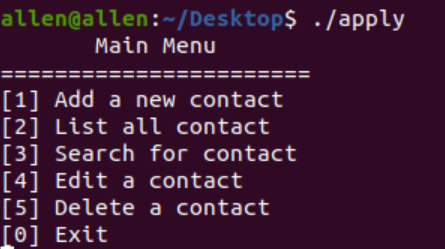 allen@allen:~/Desktop$ ./apply
Main Menu
=======================
[1] Add a new contact
[2] List all contact
[3] Search for contact
[4] Edit a contact
[5] Delete a contact
[0] Exit